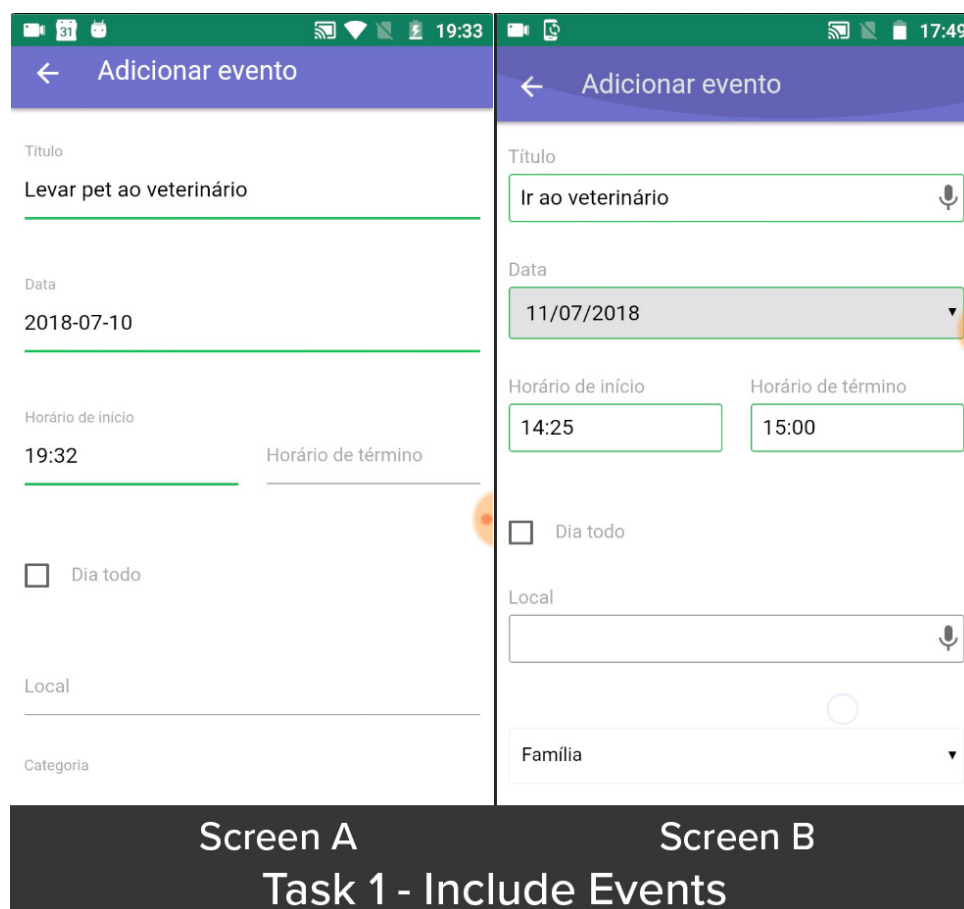 31 19:33
Adicionar evento
Título
Levar pet ao veterinário
Data
2018-07-10
Horário de início
19:32 Horário de término
Dia todo
Local
Categoria
17:49
Adicionar evento
Título
Ir ao veterinário
Data
11/07/2018
Horário de início Horário de término
14:25 15:00
Dia todo
Local
Família
Screen A Screen B
Task 1 - Include Events